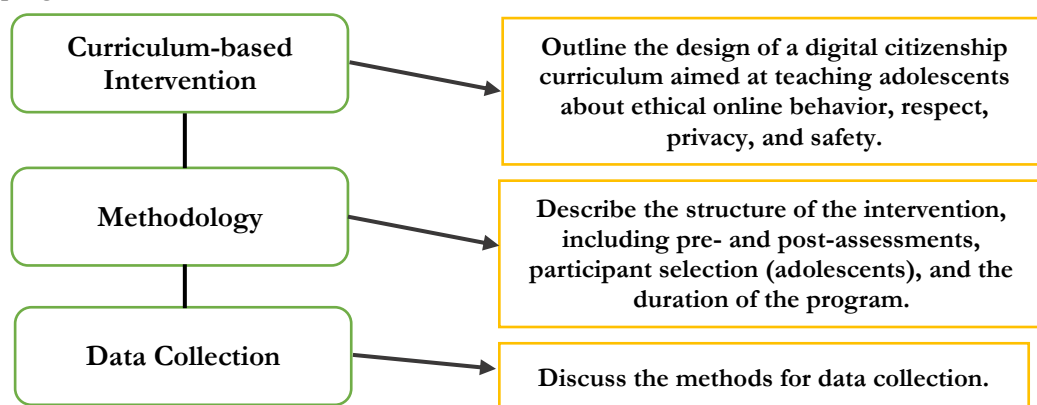 Curriculum-based
Intervention
Outline the design of a digital citizenship
curriculum aimed at teaching adolescents
about ethical online behavior, respect,
privacy, and safety.
Methodology
Describe the structure of the intervention,
including pre- and post-assessments,
participant selection (adolescents), and the
duration of the program.
Data Collection
Discuss the methods for data collection.